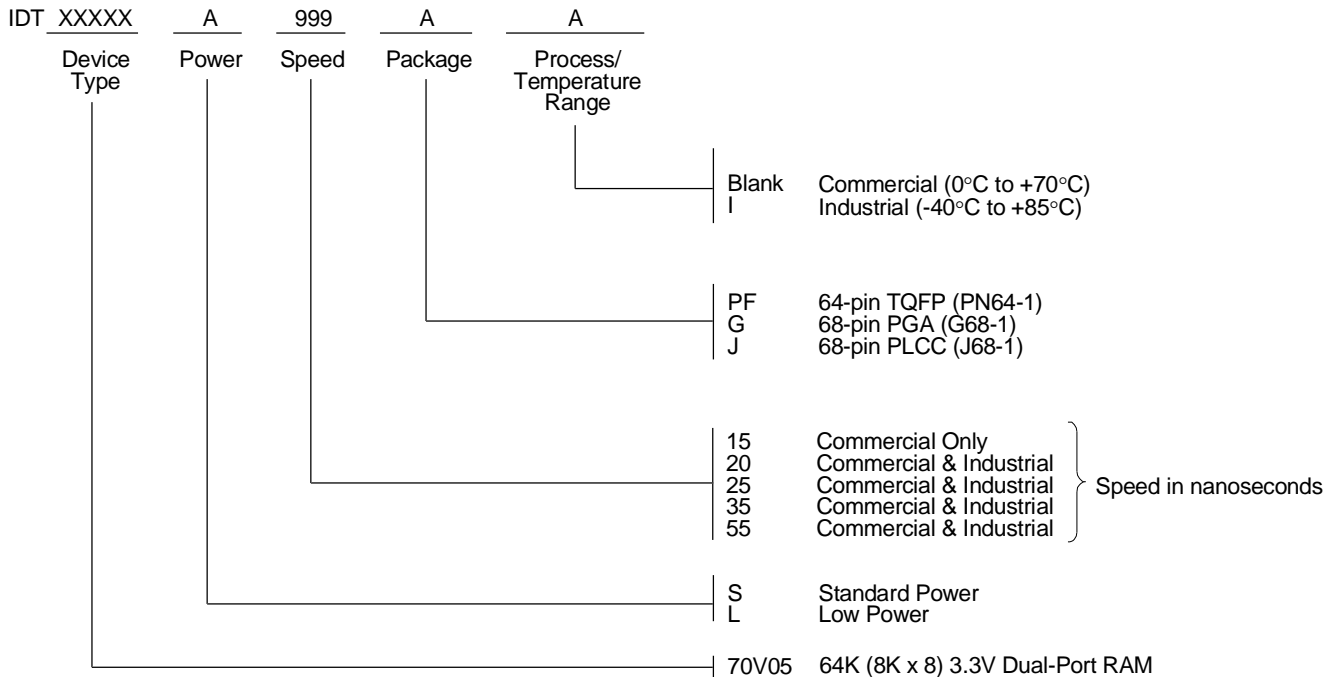 IDT XXXXX A 999 A A
Device Type
Power
Speed
Package
Process/
Temperature
Range
Blank Commercial (0°C to +70°C)
I Industrial (-40°C to +85°C)
PF 64-pin TQFP (PN64-1)
G 68-pin PGA (G68-1)
J 68-pin PLCC (J68-1)
15 Commercial Only
20 Commercial & Industrial
25 Commercial & Industrial
35 Commercial & Industrial
55 Commercial & Industrial
Speed in nanoseconds
S Standard Power
L Low Power
70V05 64K (8K x 8) 3.3V Dual-Port RAM